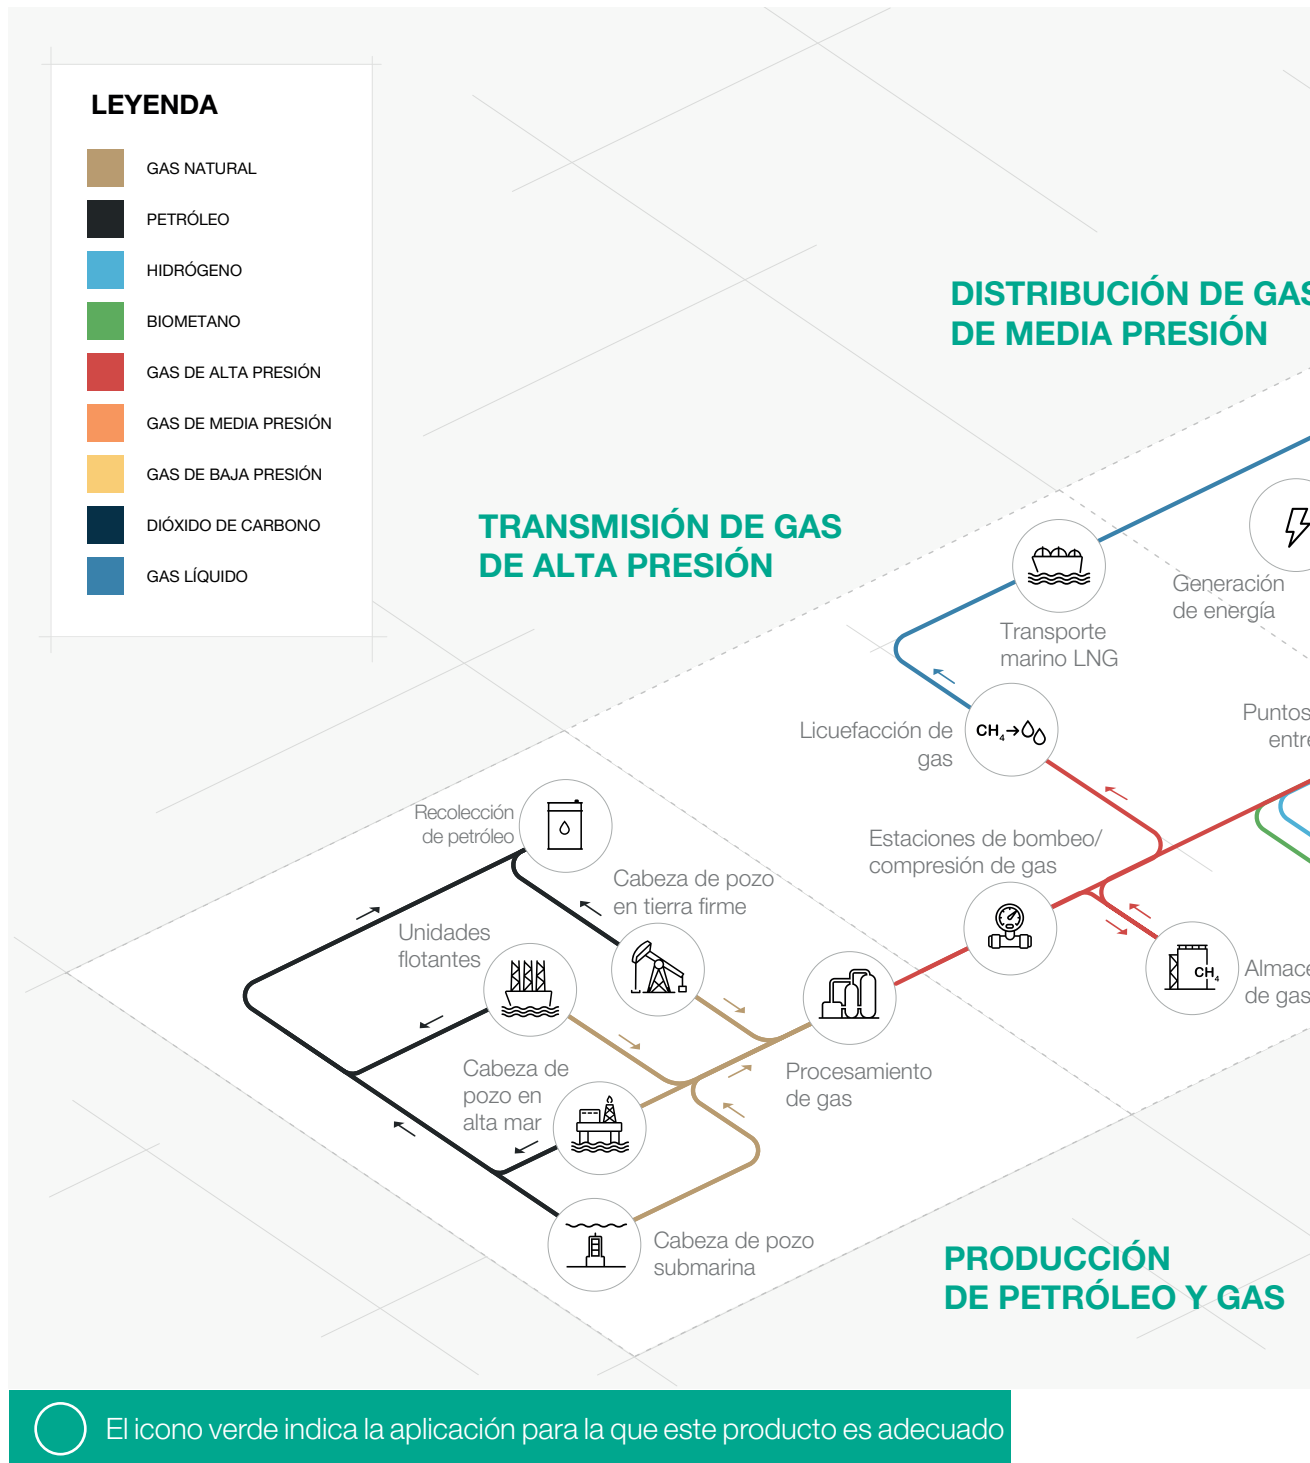 LEYENDA
GAS NATURAL
PETRÓLEO
HIDRÓGENO
BIOMETANO
GAS DE ALTA PRESIÓN
GAS DE MEDIA PRESIÓN
GAS DE BAJA PRESIÓN
DIÓXIDO DE CARBONO
GAS LÍQUIDO
DISTRIBUCIÓN DE GAS
DE MEDIA PRESIÓN
TRANSMISIÓN DE GAS
DE ALTA PRESIÓN
Generación
de energía
Transporte
marino LNG
Licuefacción de
gas
CH₄→
Puntos
entre
Recolección
de petróleo
Estaciones de bombeo/
compresión de gas
Cabeza de pozo
en tierra firme
Unidades
flotantes
CH₄
Almace
de gas
Cabeza de
pozo en
alta mar
Procesamiento
de gas
Cabeza de pozo
submarina
PRODUCCIÓN
DE PETRÓLEO Y GAS
El icono verde indica la aplicación para la que este producto es adecuado